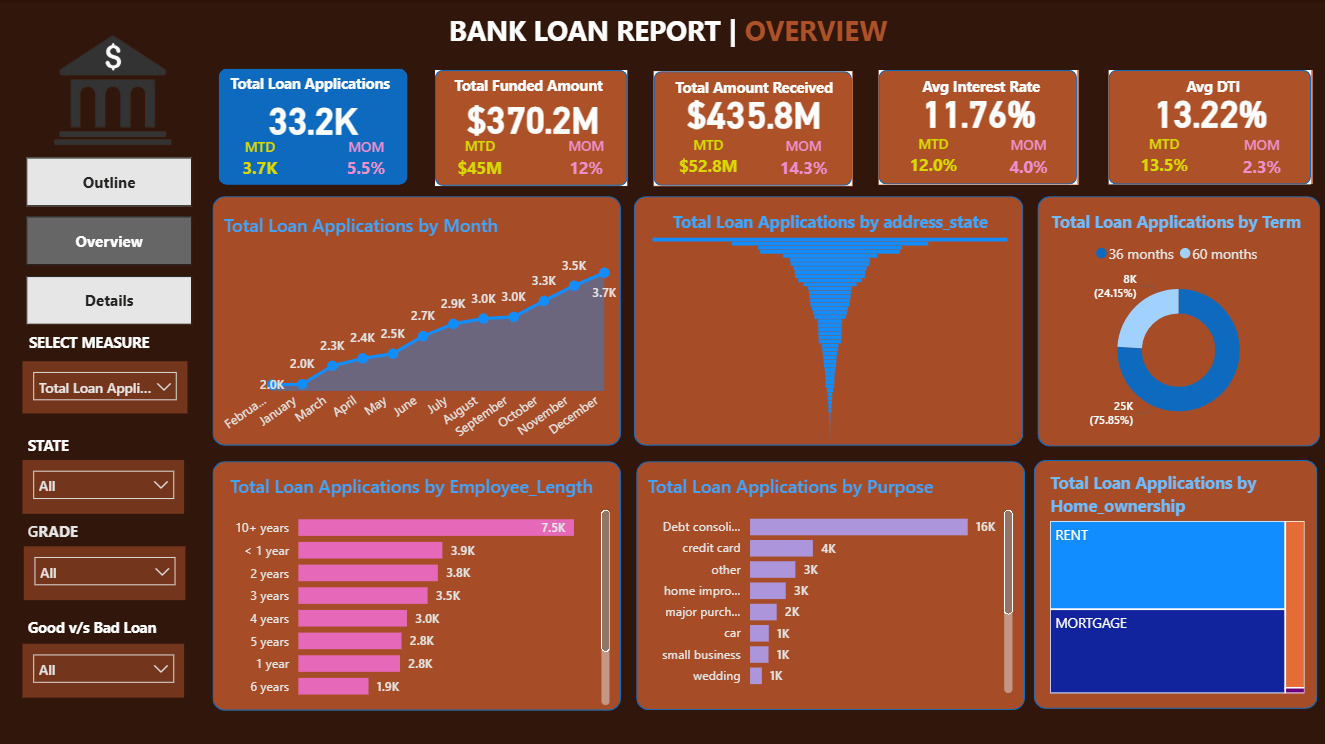 BANK LOAN REPORT | OVERVIEW
$
Total Loan Applications
33.2K
MTD MOM
3.7K 5.5%
Total Funded Amount
$370.2M
MTD MOM
$45M 12%
Total Amount Received
$435.8M
MTD MOM
$52.8M 14.3%
Avg Interest Rate
11.76%
MTD MOM
12.0% 4.0%
Avg DTI
13.22%
MTD MOM
13.5% 2.3%
Outline
Overview
Details
SELECT MEASURE
Total Loan Appli...
STATE
All
GRADE
All
Good v/s Bad Loan
All
Total Loan Applications by Month
2.0K
2.0K
2.3K
2.4K
2.5K
2.7K
2.9K
3.0K
3.0K
3.3K
3.5K
3.7K
Februa...
January
March
April
May
June
July
August
September
October
November
December
Total Loan Applications by address_state
Total Loan Applications by Term
36 months 60 months
8K
(24.15%)
25K
(75.85%)
Total Loan Applications by Employee_Length
10+ years 7.5K
< 1 year 3.9K
2 years 3.8K
3 years 3.5K
4 years 3.0K
5 years 2.8K
1 year 2.8K
6 years 1.9K
Total Loan Applications by Purpose
Debt consoli... 16K
credit card 4K
other 3K
home impro... 3K
major purch... 2K
car 1K
small business 1K
wedding 1K
Total Loan Applications by
Home_ownership
RENT
MORTGAGE